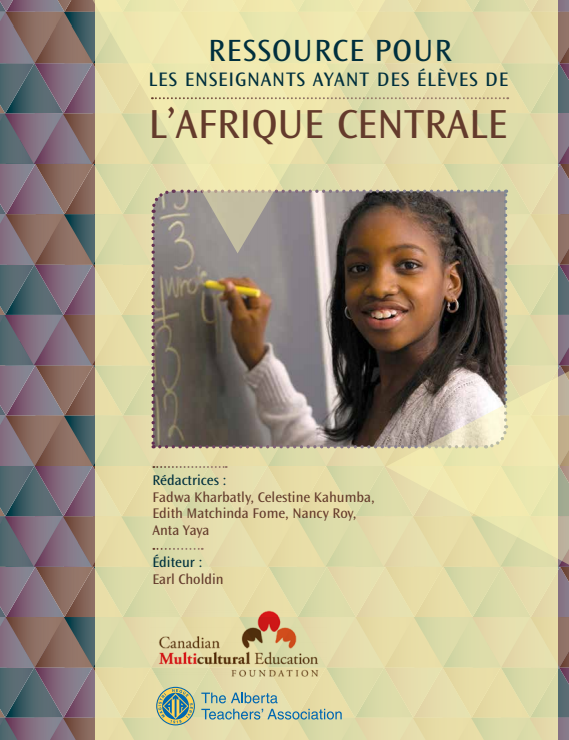 RESSOURCE POUR
LES ENSEIGNANTS AYANT DES ÉLÈVES DE
L'AFRIQUE CENTRALE
Rédactrices :
Fadwa Kharbatly, Celestine Kahumba,
Edith Matchinda Fome, Nancy Roy,
Anta Yaya
Éditeur :
Earl Choldin
Canadian
Multicultural Education
FOUNDATION
The Alberta
Teachers' Association